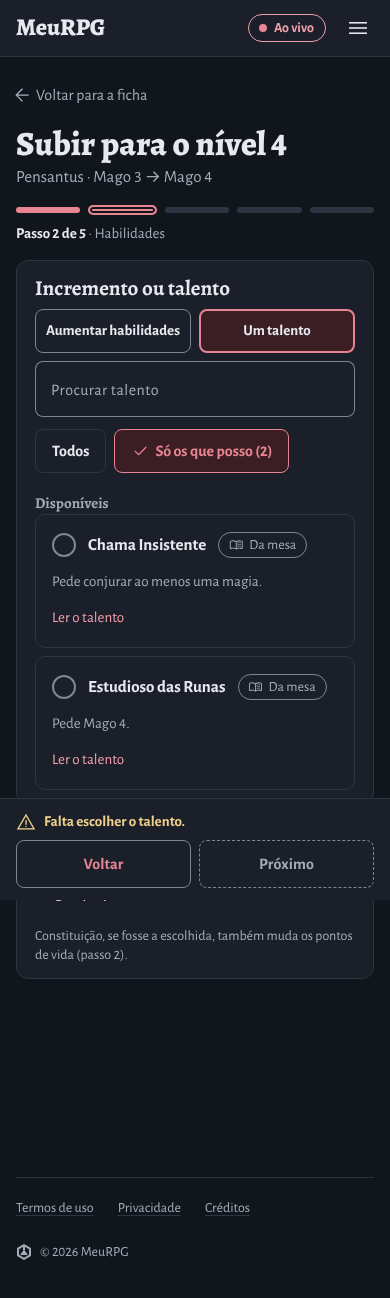 MeuRPG
Ao vivo
Voltar para a ficha
Subir para o nível 4
Pensantus · Mago 3 → Mago 4
Passo 2 de 5 · Habilidades
Incremento ou talento
Aumentar habilidades
Um talento
Procurar talento
Todos
Só os que posso (2)
Disponíveis
Chama Insistente
Da mesa
Pede conjurar ao menos uma magia.
Ler o talento
Estudioso das Runas
Da mesa
Pede Mago 4.
Ler o talento
Falta escolher o talento.
Voltar
Próximo
Constituição, se fosse a escolhida, também muda os pontos
de vida (passo 2).
Termos de uso
Privacidade
Créditos
© 2026 MeuRPG